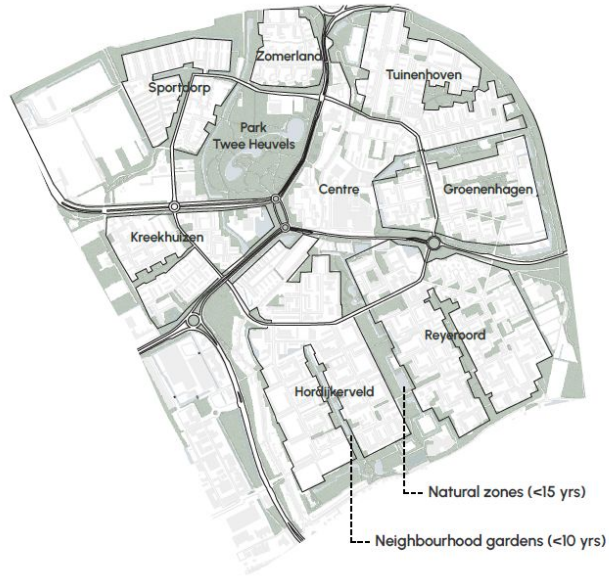 Zomerland
Tuinenhoven
Sportdorp
Park
Twee Heuvels
Centre
Groenenhagen
Kreekhuizen
Reyeroord
Hordijkerveld
Natural zones (<15 yrs)
Neighbourhood gardens (<10 yrs)